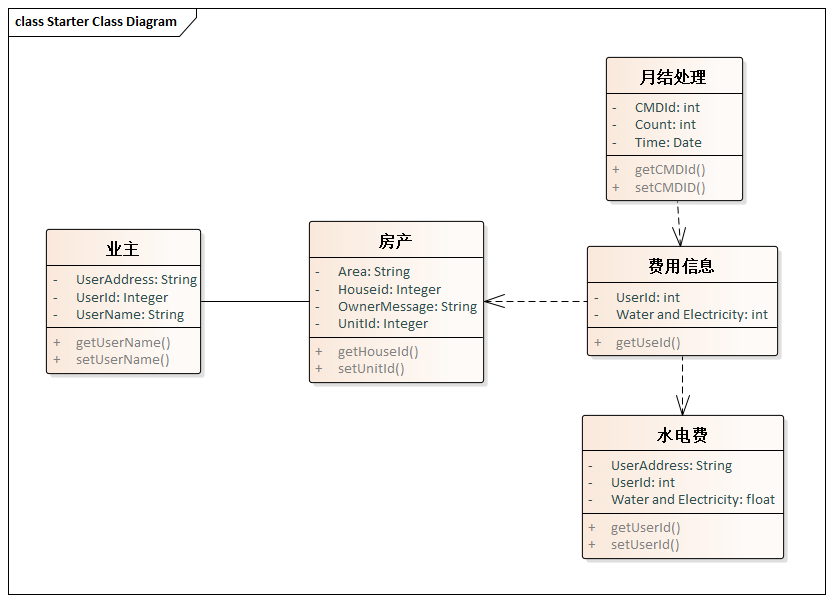 class Starter Class Diagram
月结处理
- CMDId: int
- Count: int
- Time: Date
+ getCMDId()
+ setCMDID()
业主
- UserAddress: String
- UserId: Integer
- UserName: String
+ getUserName()
+ setUserName()
房产
- Area: String
- Houseid: Integer
- OwnerMessage: String
- UnitId: Integer
+ getHouseId()
+ setUnitId()
费用信息
- UserId: int
- Water and Electricity: int
+ getUseId()
水电费
- UserAddress: String
- UserId: int
- Water and Electricity: float
+ getUserId()
+ setUserId()